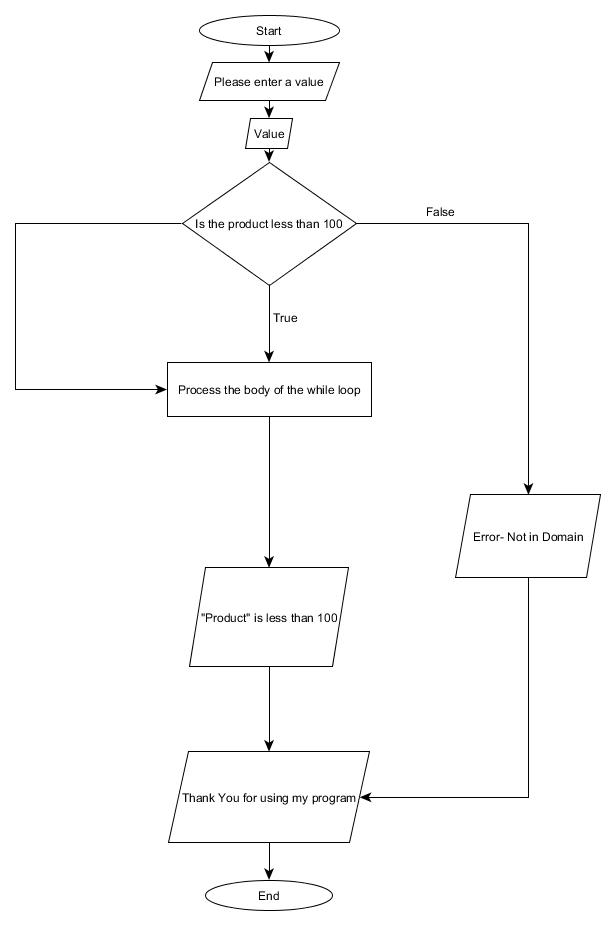 Start
Please enter a value
Value
Is the product less than 100
False
True
Process the body of the while loop
Error- Not in Domain
"Product" is less than 100
Thank You for using my program
End